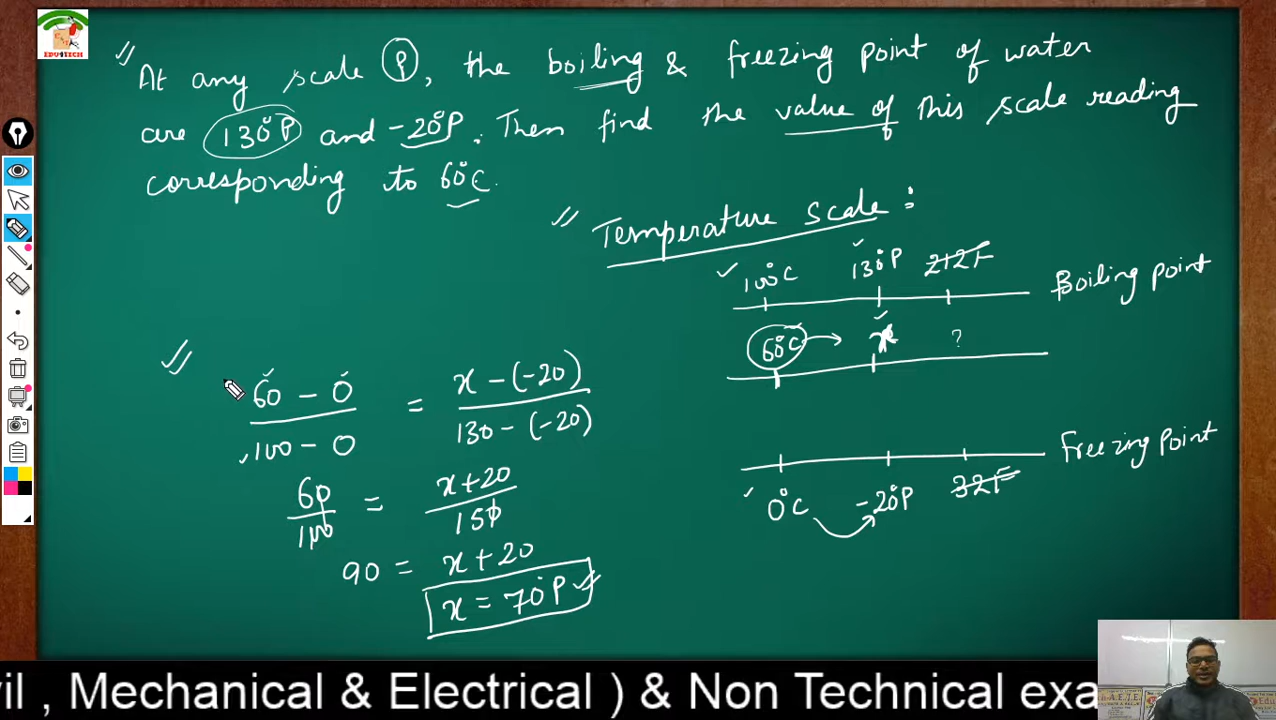 EDU4TECH
// At any scale P, the boiling & freezing point of water
are 130°P and -20°P. Then find the value of this scale reading
corresponding to 60°C.
// Temperature Scale :
100°C 130°P 212F Boiling point
60°C → x ?
Freezing Point
0°C -20°P 32F
60 - 0 / 100 - 0 = x - (-20) / 130 - (-20)
60 / 100 = x + 20 / 150
90 = x + 20
x = 70°P
vil , Mechanical & Electrical ) & Non Technical exa